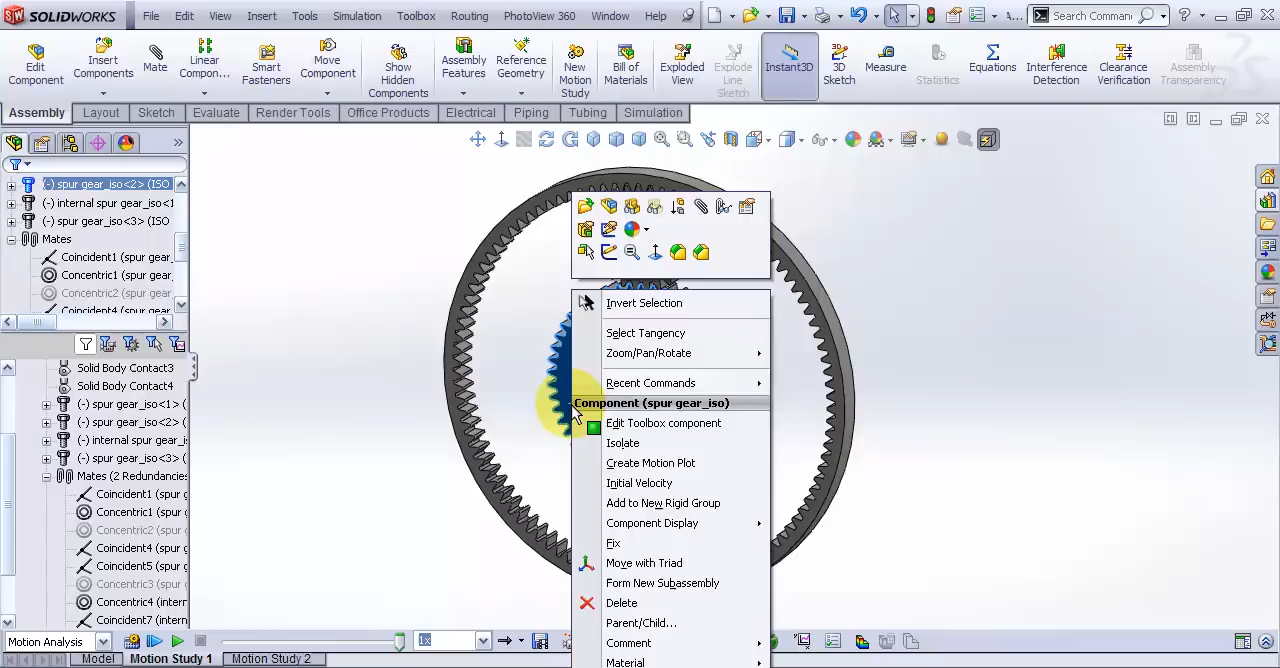 SOLIDWORKS File Edit View Insert Tools Simulation Toolbox Routing PhotoView 360 Window Help A... Search Comman ?
Edit Component
Insert Components
Mate
Linear Compon...
Smart Fasteners
Move Component
Show Hidden Components
Assembly Features
Reference Geometry
New Motion Study
Bill of Materials
Exploded View
Explode Line Sketch
Instant3D
3D Sketch
Measure
Statistics
Equations
Interference Detection
Clearance Verification
Assembly Transparency
Assembly Layout Sketch Evaluate Render Tools Office Products Electrical Piping Tubing Simulation
(-) spur gear_iso<2> (ISO
(-) internal spur gear_iso<1
(-) spur gear_iso<3> (ISO
Mates
Coincident1 (spur gear_
Concentric1 (spur gear_
Concentric2 (spur gear
Coincident4 (spur gear
Solid Body Contact3
Solid Body Contact4
(-) spur gear_iso<1> (
(-) spur gear_iso<2> (
(-) internal spur gear_is
(-) spur gear_iso<3> (
Mates (2 Redundancie
Coincident1 (spur g
Concentric1 (spur g
Concentric2 (spur g
Coincident4 (spur g
Coincident5 (spur g
Concentric3 (spur g
Concentric4 (interr
Coincident7 (interr
Invert Selection
Select Tangency
Zoom/Pan/Rotate
Recent Commands
Component (spur gear_iso)
Edit Toolbox component
Isolate
Create Motion Plot
Initial Velocity
Add to New Rigid Group
Component Display
Fix
Move with Triad
Form New Subassembly
Delete
Parent/Child...
Comment
Material
Motion Analys 1x
Model Motion Study 1 Motion Study 2